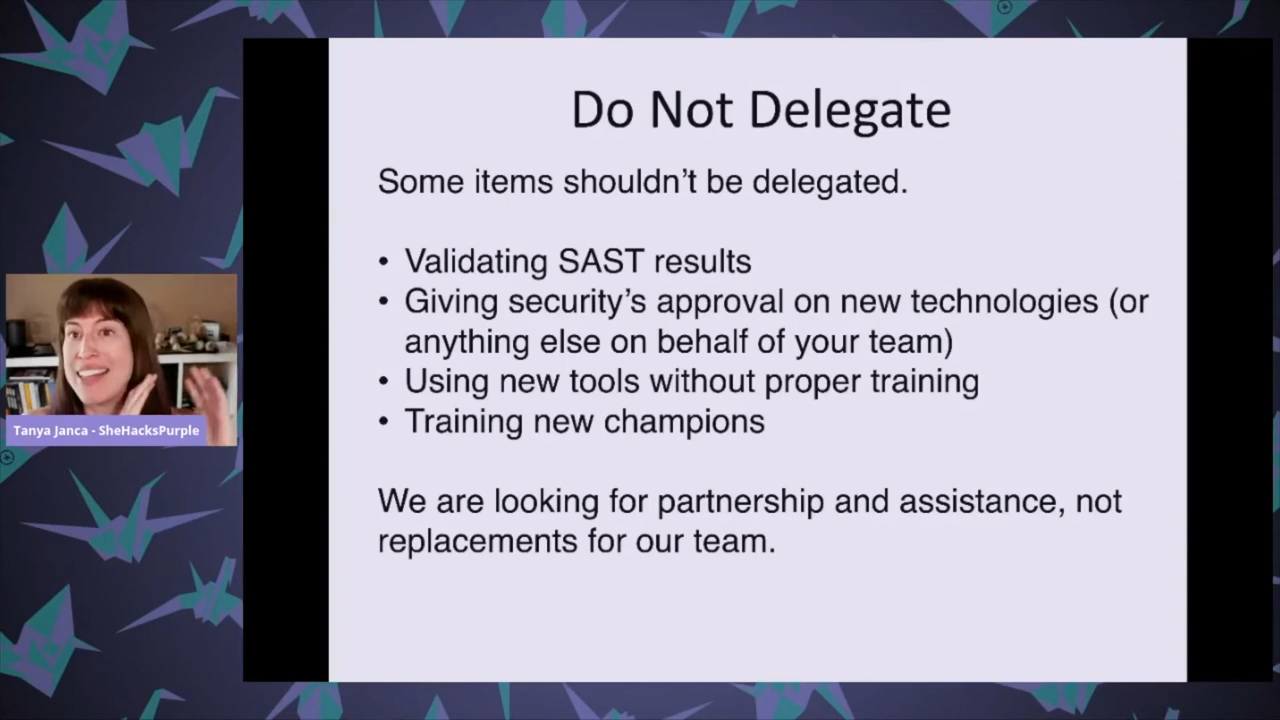 Do Not Delegate
Some items shouldn’t be delegated.
• Validating SAST results
• Giving security’s approval on new technologies (or
anything else on behalf of your team)
• Using new tools without proper training
• Training new champions
We are looking for partnership and assistance, not
replacements for our team.
Tanya Janca - SheHacksPurple